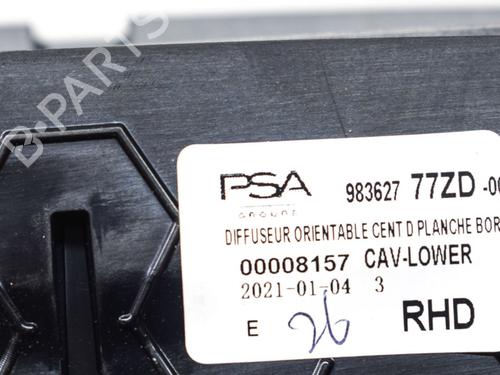 B-PARTS
PSA 983627 77ZD -00
GROUPE
DIFFUSEUR ORIENTABLE CENT D PLANCHE BOR
00008157 CAV-LOWER
2021-01-04 3
E 26 RHD